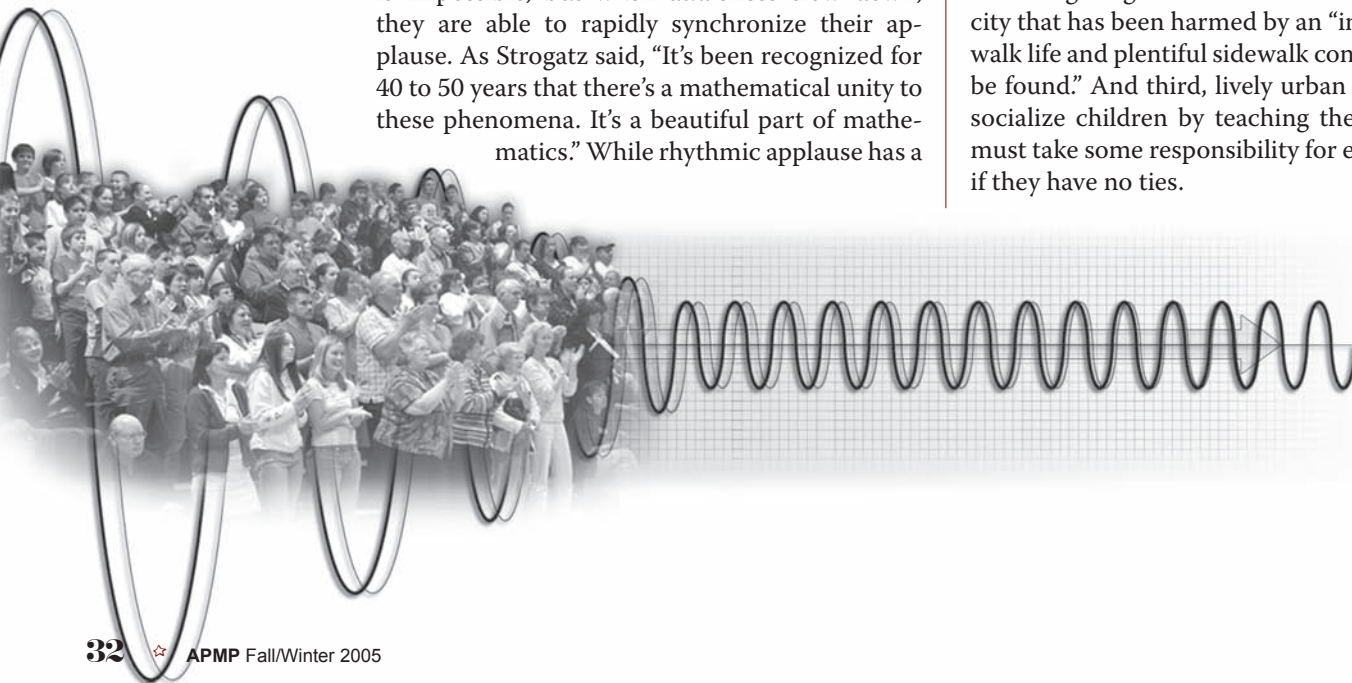 they are able to rapidly synchronize their ap-
plause. As Strogatz said, “It’s been recognized for
40 to 50 years that there’s a mathematical unity to
these phenomena. It’s a beautiful part of mathe-
matics.” While rhythmic applause has a
city that has been harmed by an “in
walk life and plentiful sidewalk con
be found.” And third, lively urban
socialize children by teaching the
must take some responsibility for e
if they have no ties.
32 ☆ APMP Fall/Winter 2005